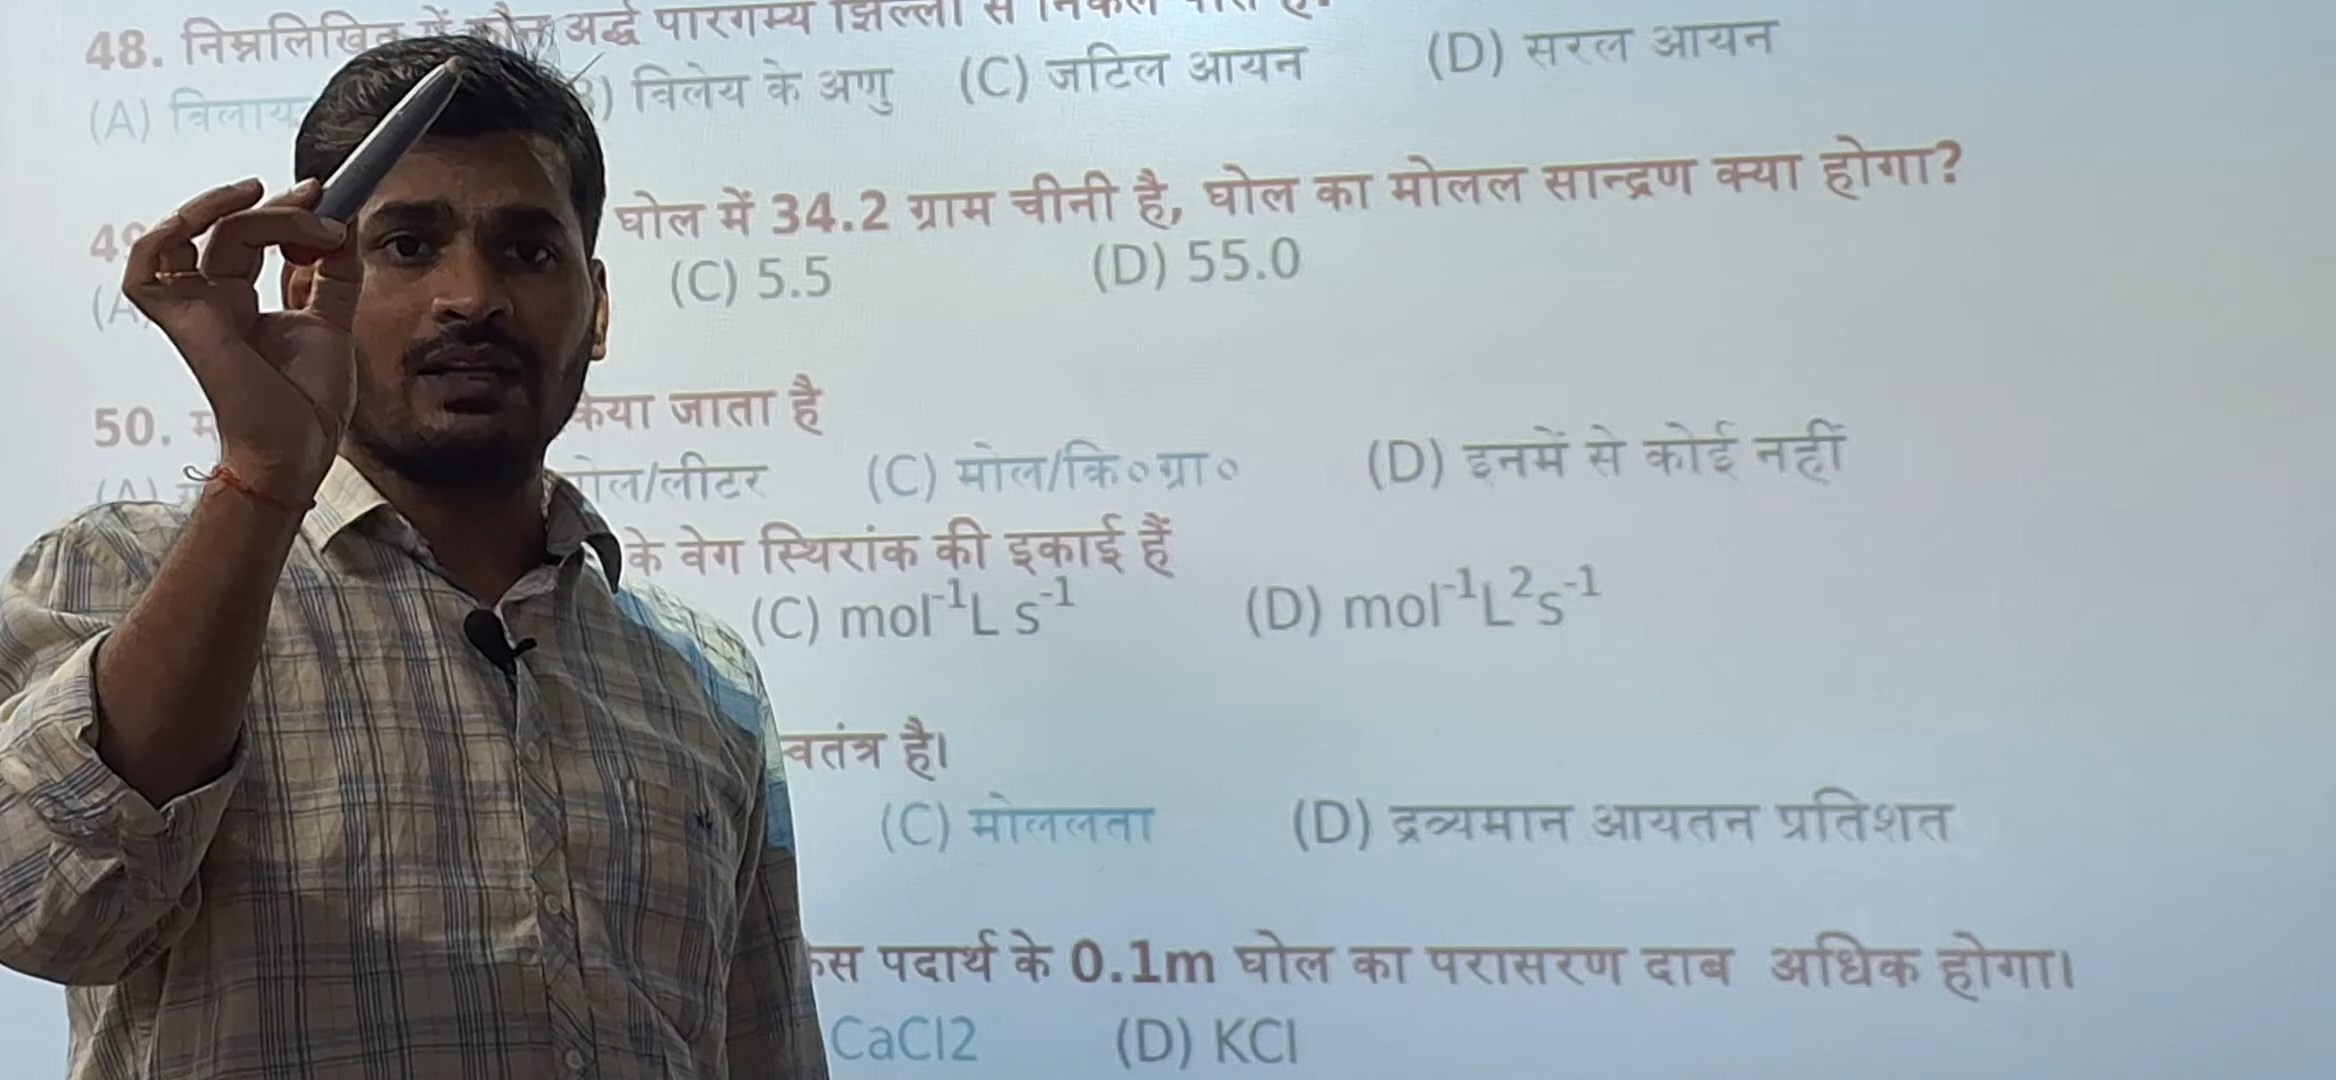 48. निम्नलिखित में कौन अर्द्ध पारगम्य झिल्ली से निकल
(A) विलायक (B) विलेय के अणु (C) जटिल आयन (D) सरल आयन
घोल में 34.2 ग्राम चीनी है, घोल का मोलल सान्द्रण क्या होगा?
(C) 5.5 (D) 55.0
50. किया जाता है
(A) मोल/लीटर (C) मोल/कि०ग्रा० (D) इनमें से कोई नहीं
के वेग स्थिरांक की इकाई हैं
(C) mol⁻¹L s⁻¹ (D) mol⁻¹L²s⁻¹
स्वतंत्र है।
(C) मोललता (D) द्रव्यमान आयतन प्रतिशत
किस पदार्थ के 0.1m घोल का परासरण दाब अधिक होगा।
CaCl2 (D) KCl